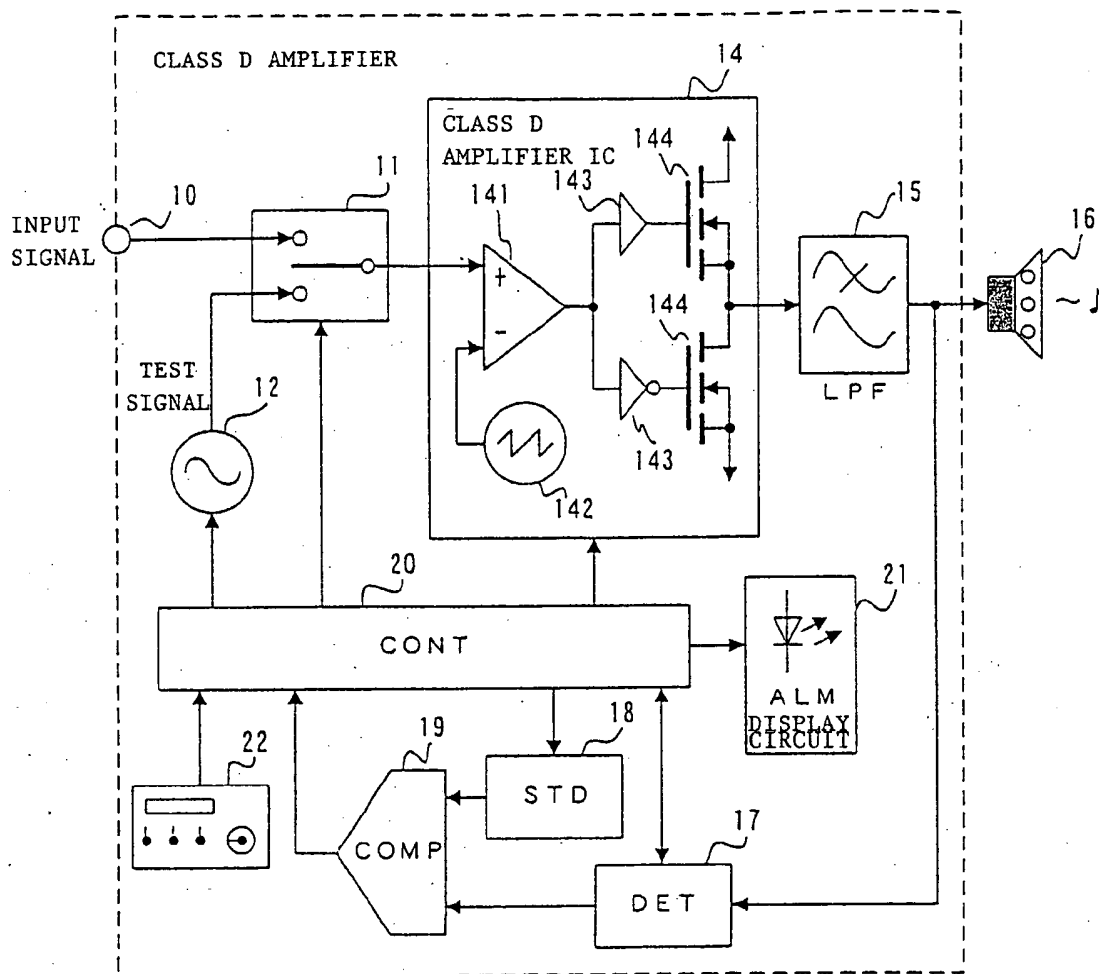 CLASS D AMPLIFIER
14
CLASS D
AMPLIFIER IC
144
10
11
143
141
15
16
INPUT
SIGNAL
+
-
144
LPF
TEST
SIGNAL
12
143
142
20
21
CONT
ALM
DISPLAY
CIRCUIT
22
19
18
STD
COMP
17
DET